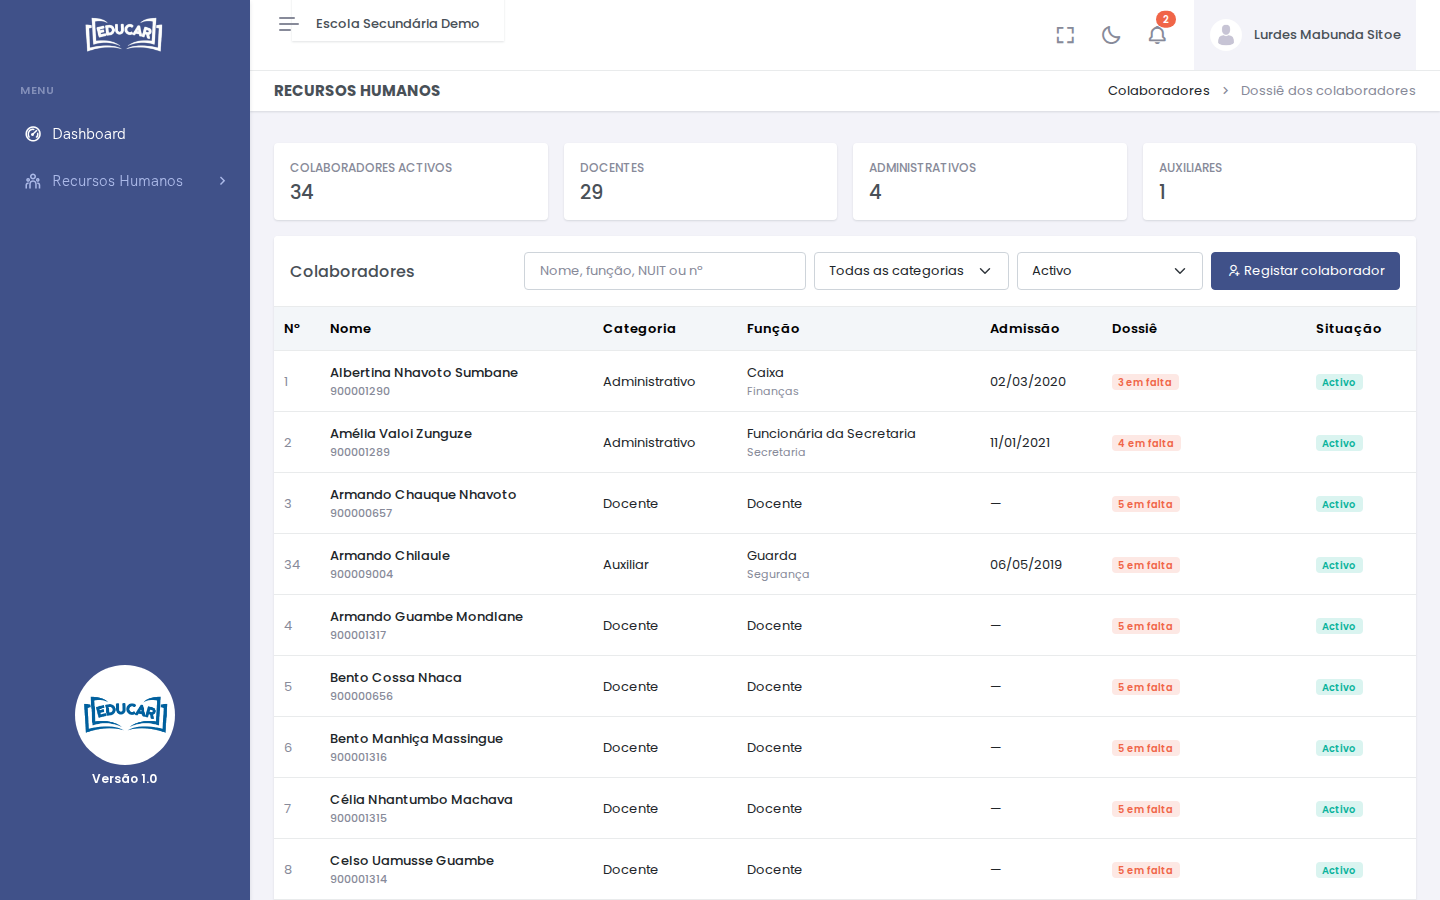 EDUCAR
Escola Secundária Demo
2
Lurdes Mabunda Sitoe
MENU
Dashboard
Recursos Humanos
RECURSOS HUMANOS
Colaboradores > Dossiê dos colaboradores
COLABORADORES ACTIVOS
34
DOCENTES
29
ADMINISTRATIVOS
4
AUXILIARES
1
Colaboradores
Nome, função, NUIT ou nº
Todas as categorias
Activo
Registar colaborador
Nº Nome Categoria Função Admissão Dossiê Situação
1 Albertina Nhavoto Sumbane Administrativo Caixa 02/03/2020 3 em falta Activo
900001290 Finanças
2 Amélia Valoi Zunguze Administrativo Funcionária da Secretaria 11/01/2021 4 em falta Activo
900001289 Secretaria
3 Armando Chauque Nhavoto Docente Docente — 5 em falta Activo
900000657
34 Armando Chilaule Auxiliar Guarda 06/05/2019 5 em falta Activo
900009004 Segurança
4 Armando Guambe Mondlane Docente Docente — 5 em falta Activo
900001317
5 Bento Cossa Nhaca Docente Docente — 5 em falta Activo
900000656
6 Bento Manhiça Massingue Docente Docente — 5 em falta Activo
900001316
7 Célia Nhantumbo Machava Docente Docente — 5 em falta Activo
900001315
8 Celso Uamusse Guambe Docente Docente — 5 em falta Activo
900001314
EDUCAR
Versão 1.0